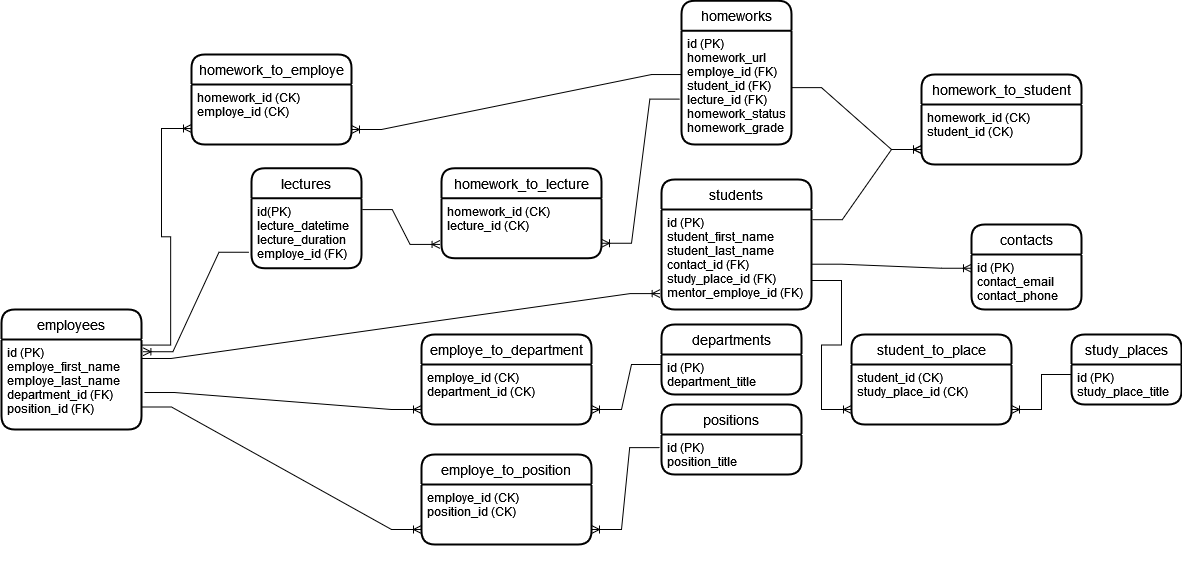 homeworks
id (PK)
homework_url
employe_id (FK)
student_id (FK)
lecture_id (FK)
homework_status
homework_grade
homework_to_employe
homework_id (CK)
employe_id (CK)
homework_to_student
homework_id (CK)
student_id (CK)
lectures
id(PK)
lecture_datetime
lecture_duration
employe_id (FK)
homework_to_lecture
homework_id (CK)
lecture_id (CK)
students
id (PK)
student_first_name
student_last_name
contact_id (FK)
study_place_id (FK)
mentor_employe_id (FK)
contacts
id (PK)
contact_email
contact_phone
employees
id (PK)
employe_first_name
employe_last_name
department_id (FK)
position_id (FK)
employe_to_department
employe_id (CK)
department_id (CK)
departments
id (PK)
department_title
student_to_place
student_id (CK)
study_place_id (CK)
study_places
id (PK)
study_place_title
positions
id (PK)
position_title
employe_to_position
employe_id (CK)
position_id (CK)